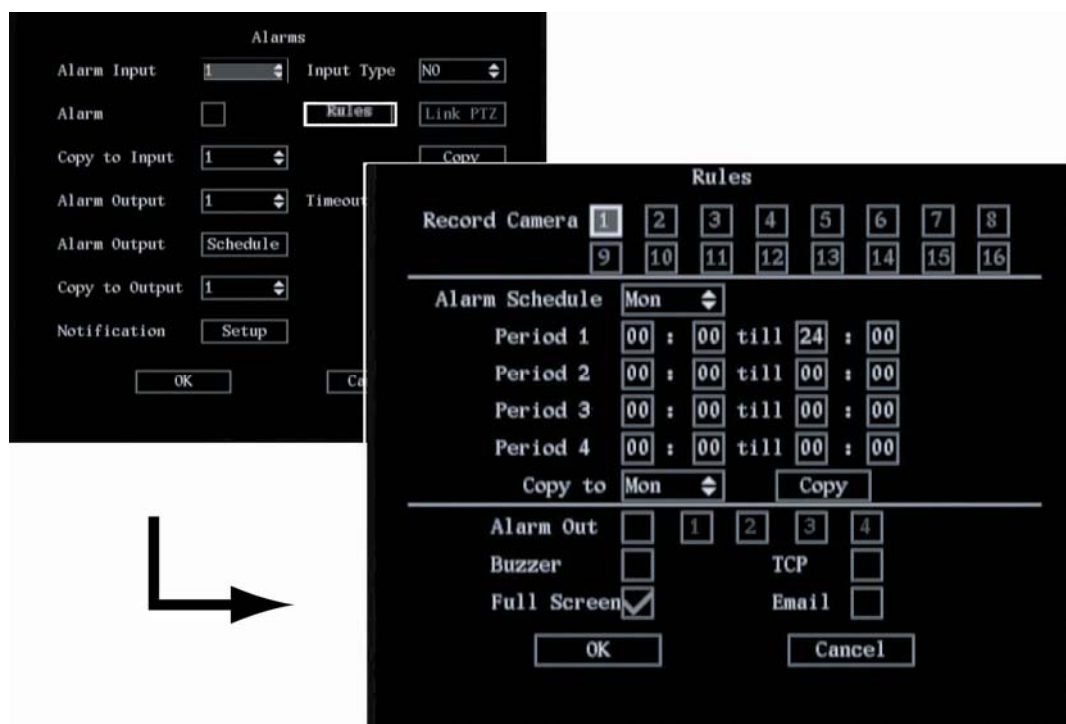 Alarms
Alarm Input 1 Input Type NO
Alarm Rules Link PTZ
Copy to Input 1 Copy
Alarm Output 1 Timeout
Alarm Output Schedule
Copy to Output 1
Notification Setup
OK Ca
Rules
Record Camera 1 2 3 4 5 6 7 8
9 10 11 12 13 14 15 16
Alarm Schedule Mon
Period 1 00 : 00 till 24 : 00
Period 2 00 : 00 till 00 : 00
Period 3 00 : 00 till 00 : 00
Period 4 00 : 00 till 00 : 00
Copy to Mon Copy
Alarm Out 1 2 3 4
Buzzer TCP
Full Screen Email
OK Cancel